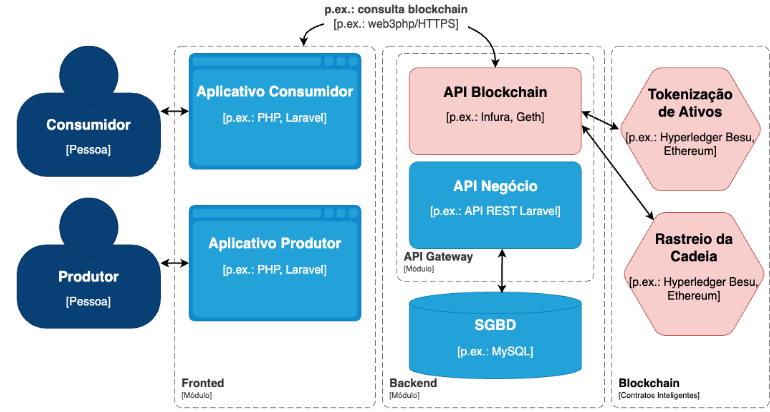 p.ex.: consulta blockchain
[p.ex.: web3php/HTTPS]
Consumidor
[Pessoa]
Produtor
[Pessoa]
Aplicativo Consumidor
[p.ex.: PHP, Laravel]
Aplicativo Produtor
[p.ex.: PHP, Laravel]
Fronted
[Módulo]
API Blockchain
[p.ex.: Infura, Geth]
API Negócio
[p.ex.: API REST Laravel]
API Gateway
[Módulo]
SGBD
[p.ex.: MySQL]
Backend
[Módulo]
Tokenização
de Ativos
[p.ex.: Hyperledger Besu,
Ethereum]
Rastreio da
Cadeia
[p.ex.: Hyperledger Besu,
Ethereum]
Blockchain
[Contratos Inteligentes]